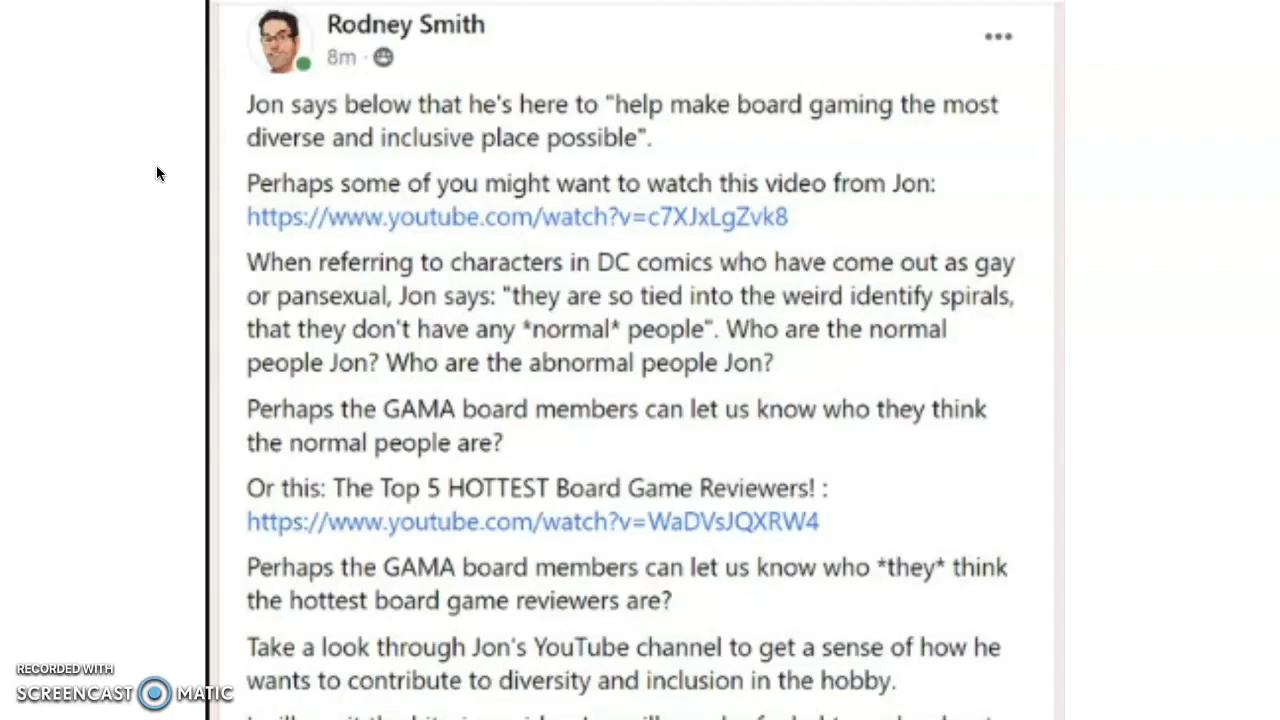 Rodney Smith
8m ·
Jon says below that he's here to "help make board gaming the most
diverse and inclusive place possible".
Perhaps some of you might want to watch this video from Jon:
https://www.youtube.com/watch?v=c7XJxLgZvk8
When referring to characters in DC comics who have come out as gay
or pansexual, Jon says: "they are so tied into the weird identify spirals,
that they don't have any *normal* people". Who are the normal
people Jon? Who are the abnormal people Jon?
Perhaps the GAMA board members can let us know who they think
the normal people are?
Or this: The Top 5 HOTTEST Board Game Reviewers! :
https://www.youtube.com/watch?v=WaDVsJQXRW4
Perhaps the GAMA board members can let us know who *they* think
the hottest board game reviewers are?
Take a look through Jon's YouTube channel to get a sense of how he
wants to contribute to diversity and inclusion in the hobby.
RECORDED WITH
SCREENCAST MATIC